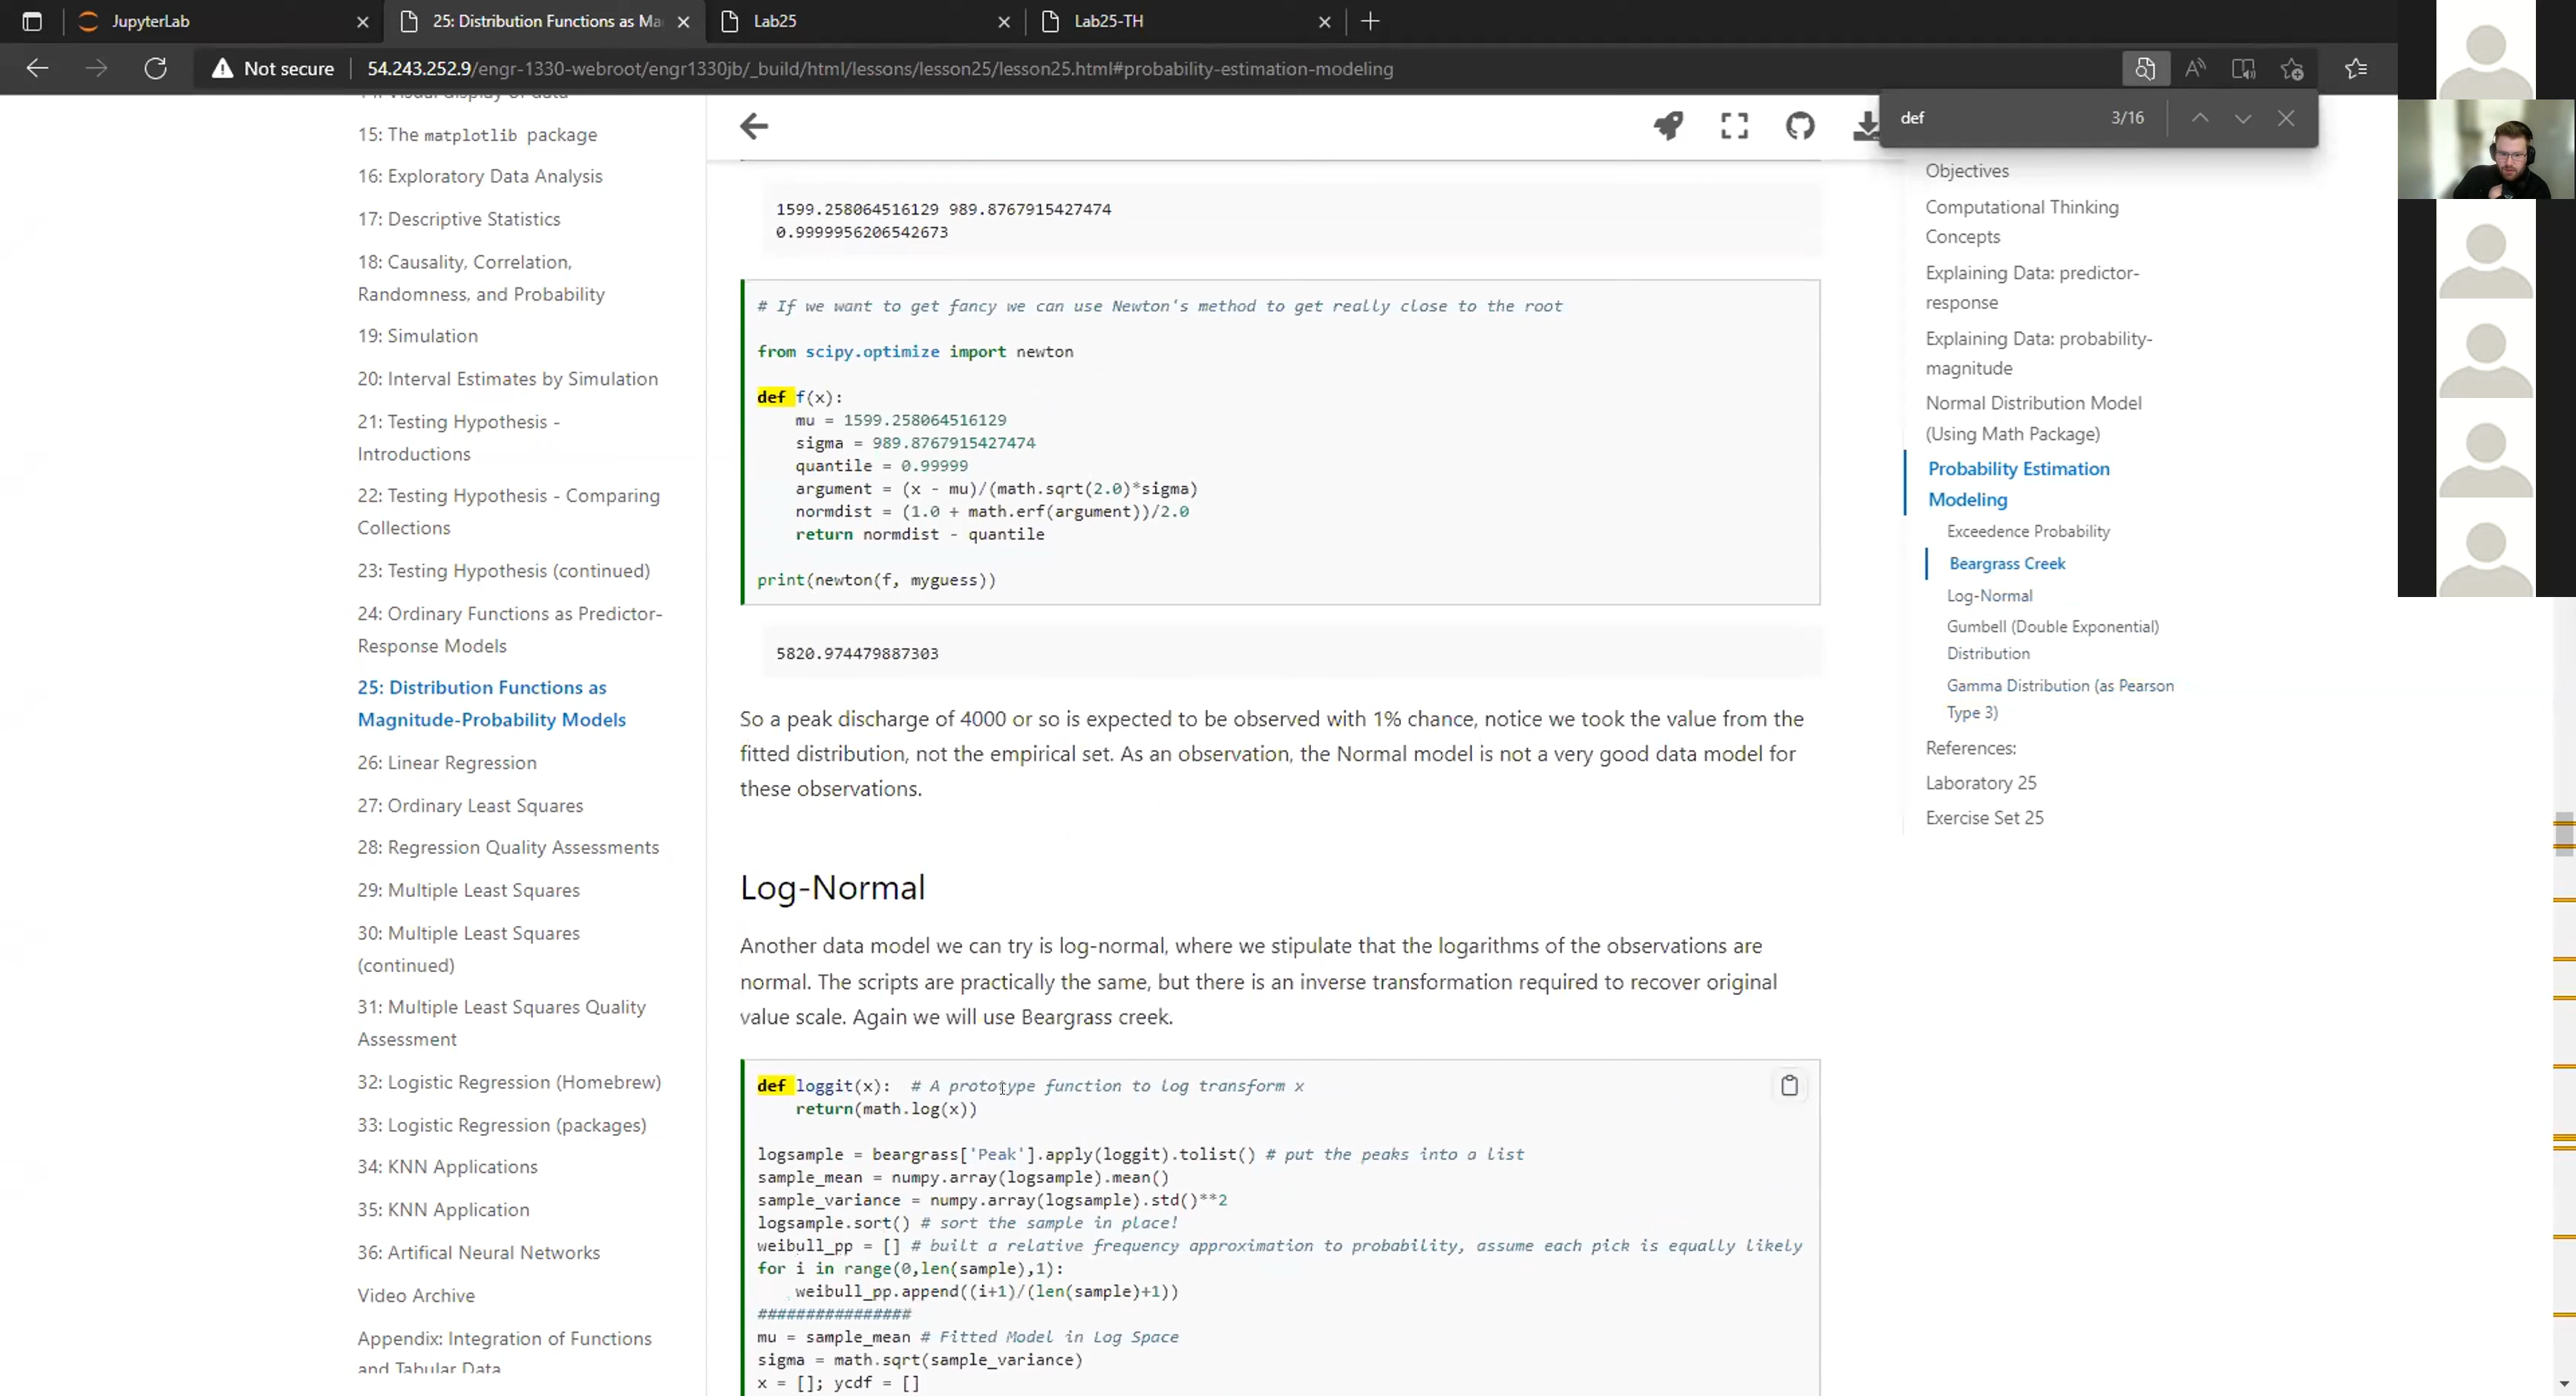 JupyterLab
25: Distribution Functions as Ma
Lab25
Lab25-TH
Not secure
54.243.252.9/engr-1330-webroot/engr1330jb/_build/html/lessons/lesson25/lesson25.html#probability-estimation-modeling
def
3/16
15: The matplotlib package
16: Exploratory Data Analysis
17: Descriptive Statistics
18: Causality, Correlation,
Randomness, and Probability
19: Simulation
20: Interval Estimates by Simulation
21: Testing Hypothesis -
Introductions
22: Testing Hypothesis - Comparing
Collections
23: Testing Hypothesis (continued)
24: Ordinary Functions as Predictor-
Response Models
25: Distribution Functions as
Magnitude-Probability Models
26: Linear Regression
27: Ordinary Least Squares
28: Regression Quality Assessments
29: Multiple Least Squares
30: Multiple Least Squares
(continued)
31: Multiple Least Squares Quality
Assessment
32: Logistic Regression (Homebrew)
33: Logistic Regression (packages)
34: KNN Applications
35: KNN Application
36: Artifical Neural Networks
Video Archive
Appendix: Integration of Functions
and Tabular Data
1599.258064516129 989.8767915427474
0.9999956206542673
# If we want to get fancy we can use Newton's method to get really close to the root
from scipy.optimize import newton
def f(x):
mu = 1599.258064516129
sigma = 989.8767915427474
quantile = 0.99999
argument = (x - mu)/(math.sqrt(2.0)*sigma)
normdist = (1.0 + math.erf(argument))/2.0
return normdist - quantile
print(newton(f, myguess))
5820.974479887303
So a peak discharge of 4000 or so is expected to be observed with 1% chance, notice we took the value from the
fitted distribution, not the empirical set. As an observation, the Normal model is not a very good data model for
these observations.
Log-Normal
Another data model we can try is log-normal, where we stipulate that the logarithms of the observations are
normal. The scripts are practically the same, but there is an inverse transformation required to recover original
value scale. Again we will use Beargrass creek.
def loggit(x):  # A prototype function to log transform x
return(math.log(x))
logsample = beargrass['Peak'].apply(loggit).tolist() # put the peaks into a list
sample_mean = numpy.array(logsample).mean()
sample_variance = numpy.array(logsample).std()**2
logsample.sort() # sort the sample in place!
weibull_pp = [] # built a relative frequency approximation to probability, assume each pick is equally likely
for i in range(0,len(sample),1):
weibull_pp.append((i+1)/(len(sample)+1))
################
mu = sample_mean # Fitted Model in Log Space
sigma = math.sqrt(sample_variance)
x = []; ycdf = []
Objectives
Computational Thinking
Concepts
Explaining Data: predictor-
response
Explaining Data: probability-
magnitude
Normal Distribution Model
(Using Math Package)
Probability Estimation
Modeling
Exceedence Probability
Beargrass Creek
Log-Normal
Gumbell (Double Exponential)
Distribution
Gamma Distribution (as Pearson
Type 3)
References:
Laboratory 25
Exercise Set 25